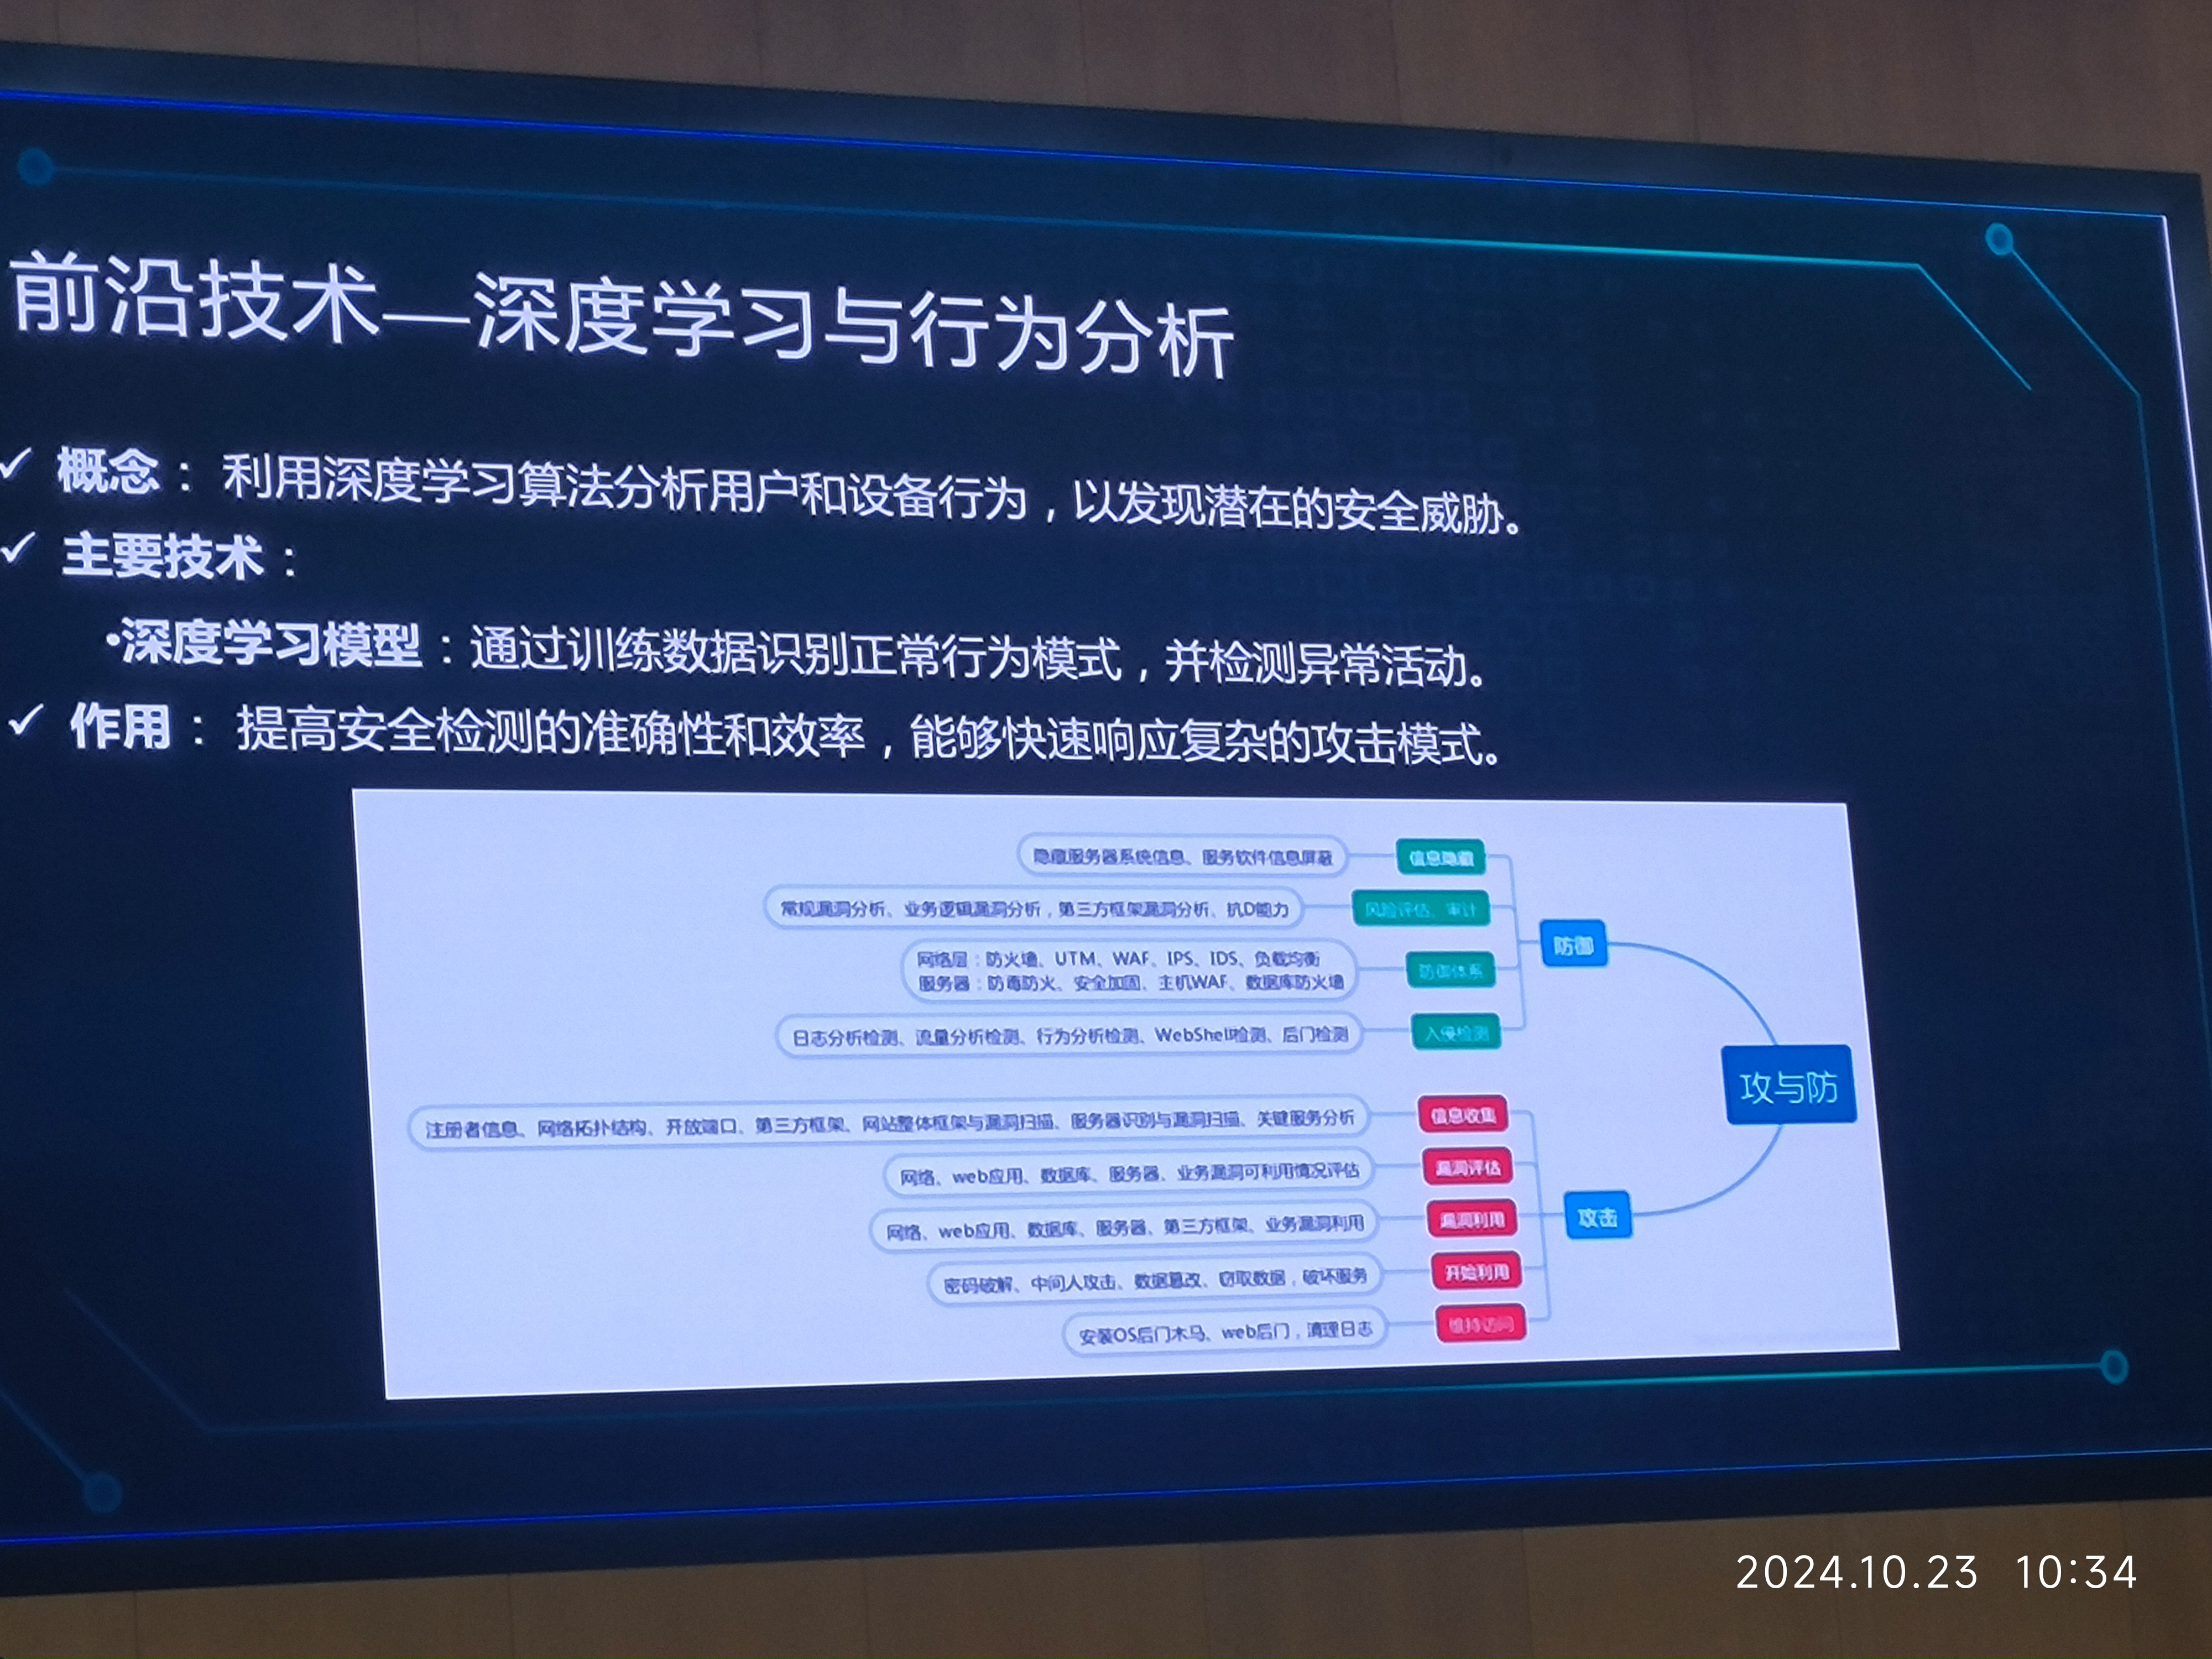 前沿技术—深度学习与行为分析
✓ 概念：利用深度学习算法分析用户和设备行为，以发现潜在的安全威胁。
✓ 主要技术：
•深度学习模型：通过训练数据识别正常行为模式，并检测异常活动。
✓ 作用：提高安全检测的准确性和效率，能够快速响应复杂的攻击模式。
隐藏服务器系统信息、服务软件信息屏蔽
信息隐藏
常规漏洞分析、业务逻辑漏洞分析，第三方框架漏洞分析、抗D能力
风险评估、审计
防御
网络层：防火墙、UTM、WAF、IPS、IDS、负载均衡
服务器：防毒防火、安全加固、主机WAF、数据库防火墙
防御体系
日志分析检测、流量分析检测、行为分析检测、WebShell检测、后门检测
入侵检测
攻与防
注册者信息、网络拓扑结构、开放端口、第三方框架、网站整体框架与漏洞扫描、服务器识别与漏洞扫描、关键服务分析
信息收集
网络、web应用、数据库、服务器、业务漏洞可利用情况评估
漏洞评估
网络、web应用、数据库、服务器、第三方框架、业务漏洞利用
漏洞利用
攻击
密码破解、中间人攻击、数据篡改、窃取数据，破坏服务
开始利用
安装OS后门木马、web后门，清理日志
维持访问
2024.10.23 10:34